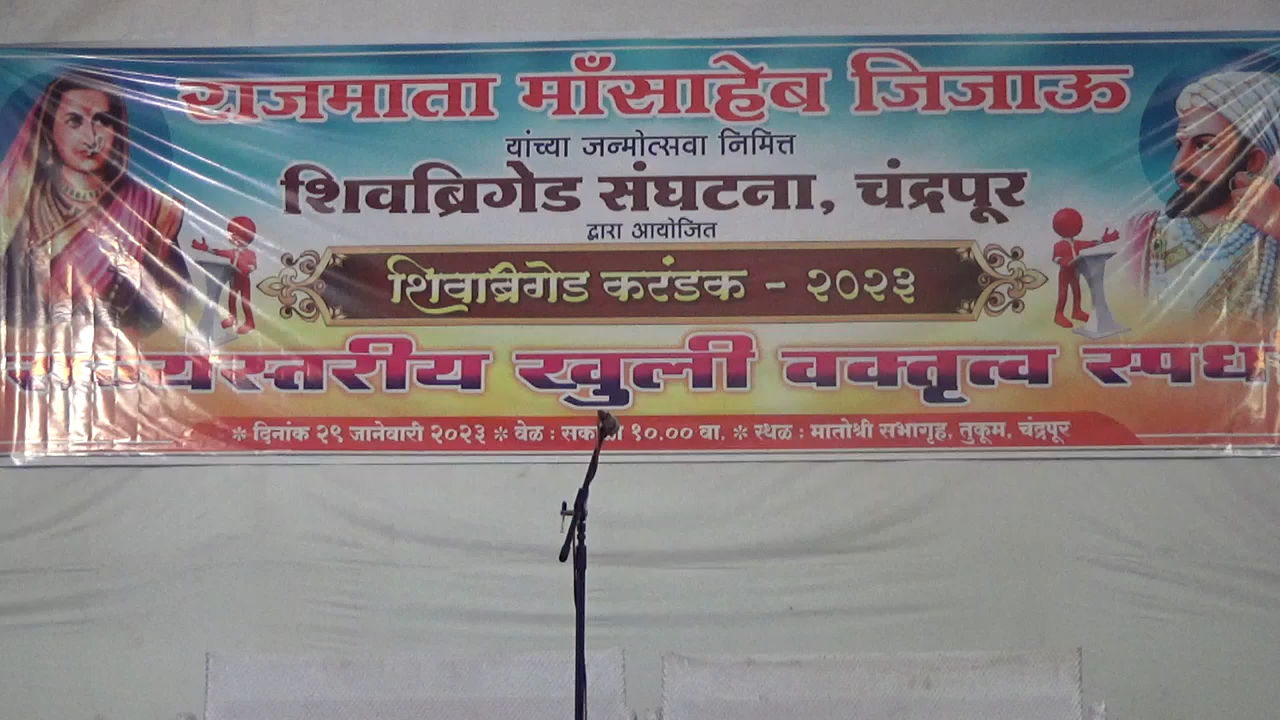 राजमाता माँसाहेब जिजाऊ
यांच्या जन्मोत्सवा निमित्त
शिवब्रिगेड संघटना, चंद्रपूर
द्वारा आयोजित
शिवब्रिगेड करंडक - २०२३
खुली वक्तृत्व
* दिनांक २९ जानेवारी २०२३ * वेळ : १०.०० वा. * स्थळ : मातोश्री सभागृह, तुकूम, चंद्रपूर